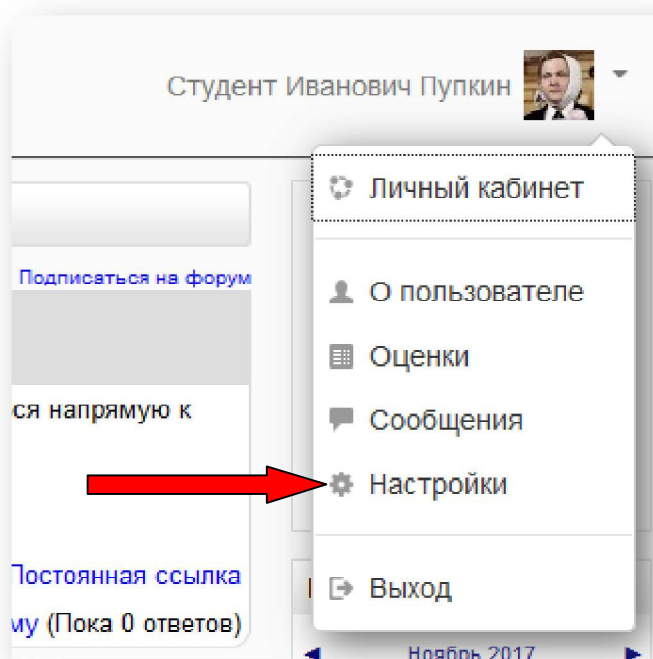 Студент Иванович Пупкин
Личный кабинет
Подписаться на форум
О пользователе
Оценки
ся напрямую к
Сообщения
Настройки
Постоянная ссылка
Выход
му (Пока 0 ответов)
Ноябрь 2017